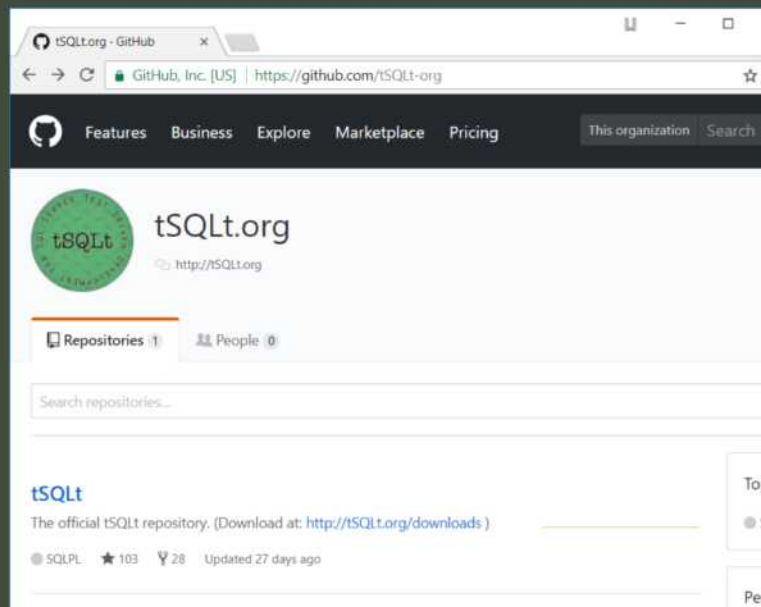 tSQLt.org - GitHub
GitHub, Inc. [US] | https://github.com/tSQLt-org
Features Business Explore Marketplace Pricing This organization Search
tSQLt
tSQLt.org
http://tSQLt.org
Repositories 1 People 0
Search repositories...
tSQLt
The official tSQLt repository. (Download at: http://tSQLt.org/downloads )
SQLPL 103 28 Updated 27 days ago